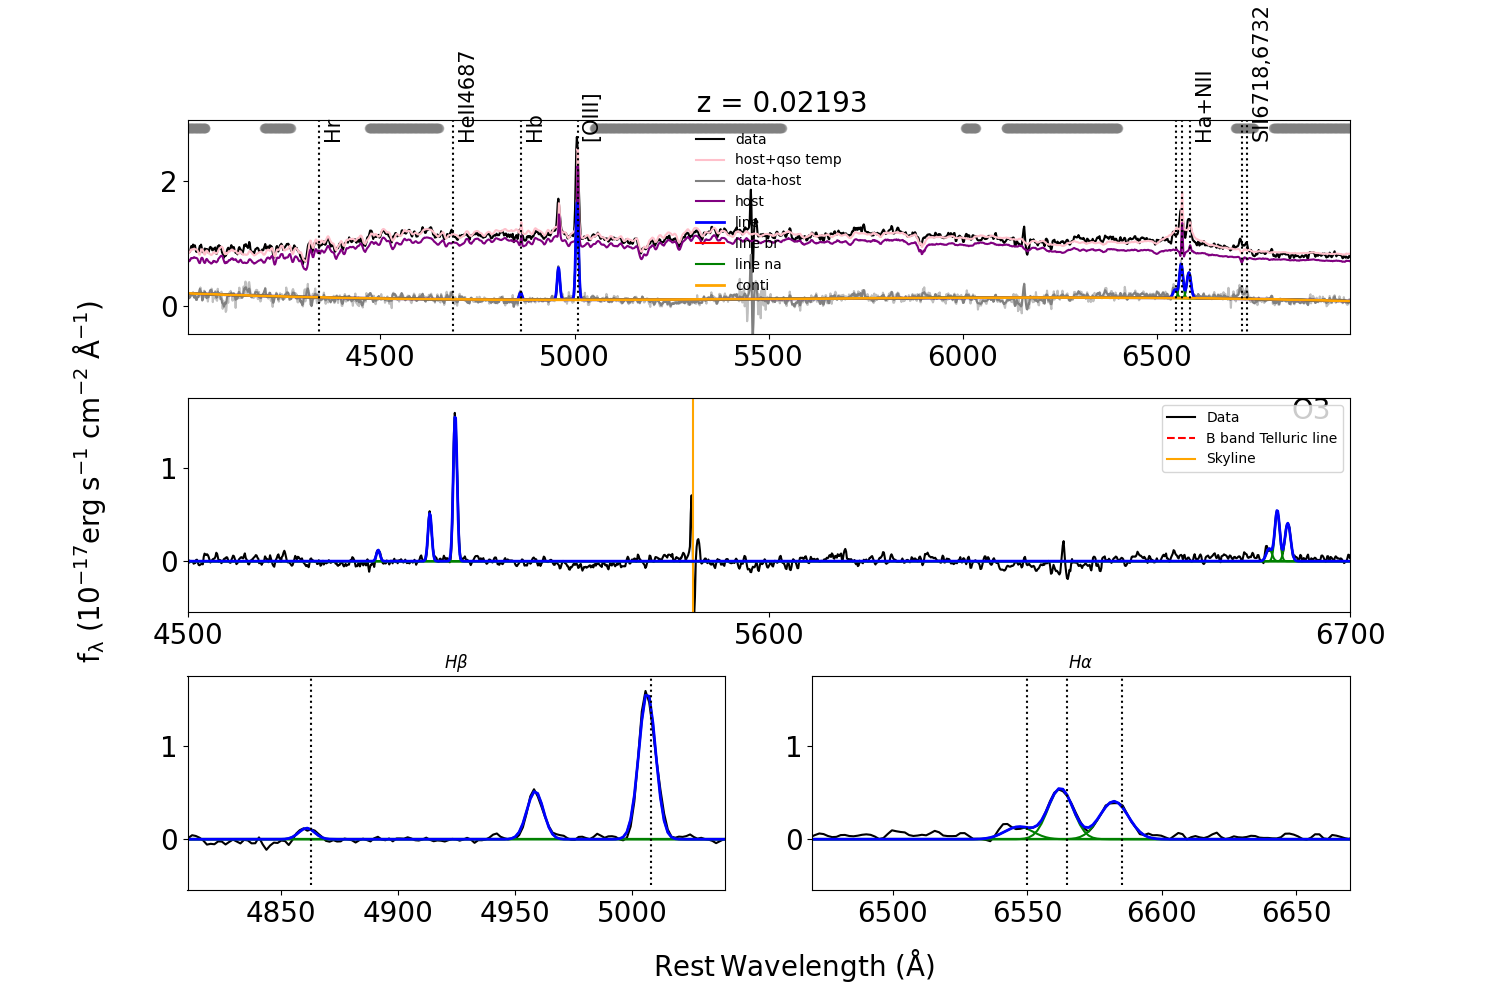 z = 0.02193
Hr
HeII4687
Hb
[OIII]
Ha+NII
SII6718,6732
data
host+qso temp
data-host
host
line
line br
line na
conti
2
0
4500
5000
5500
6000
6500
O3
Data
B band Telluric line
Skyline
1
0
4500
5600
6700
fλ (10⁻¹⁷erg s⁻¹ cm⁻² Å⁻¹)
Hβ
1
0
4850
4900
4950
5000
Hα
1
0
6500
6550
6600
6650
Rest Wavelength (Å)